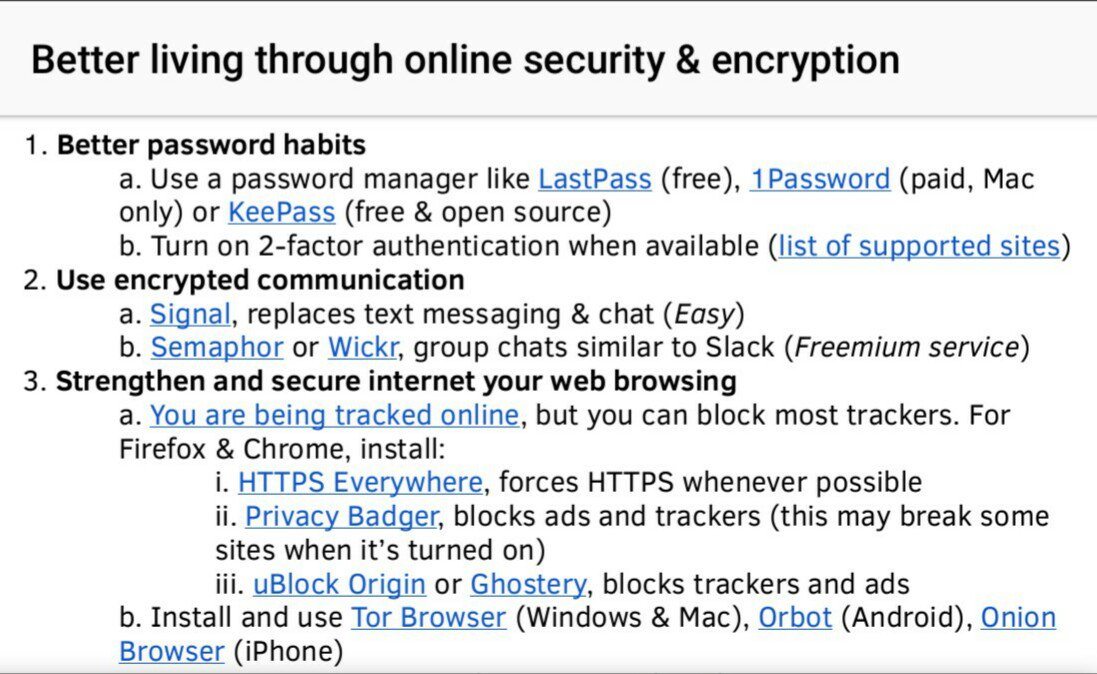 Better living through online security & encryption
1. Better password habits
a. Use a password manager like LastPass (free), 1Password (paid, Mac
only) or KeePass (free & open source)
b. Turn on 2-factor authentication when available (list of supported sites)
2. Use encrypted communication
a. Signal, replaces text messaging & chat (Easy)
b. Semaphor or Wickr, group chats similar to Slack (Freemium service)
3. Strengthen and secure internet your web browsing
a. You are being tracked online, but you can block most trackers. For
Firefox & Chrome, install:
i. HTTPS Everywhere, forces HTTPS whenever possible
ii. Privacy Badger, blocks ads and trackers (this may break some
sites when it’s turned on)
iii. uBlock Origin or Ghostery, blocks trackers and ads
b. Install and use Tor Browser (Windows & Mac), Orbot (Android), Onion
Browser (iPhone)